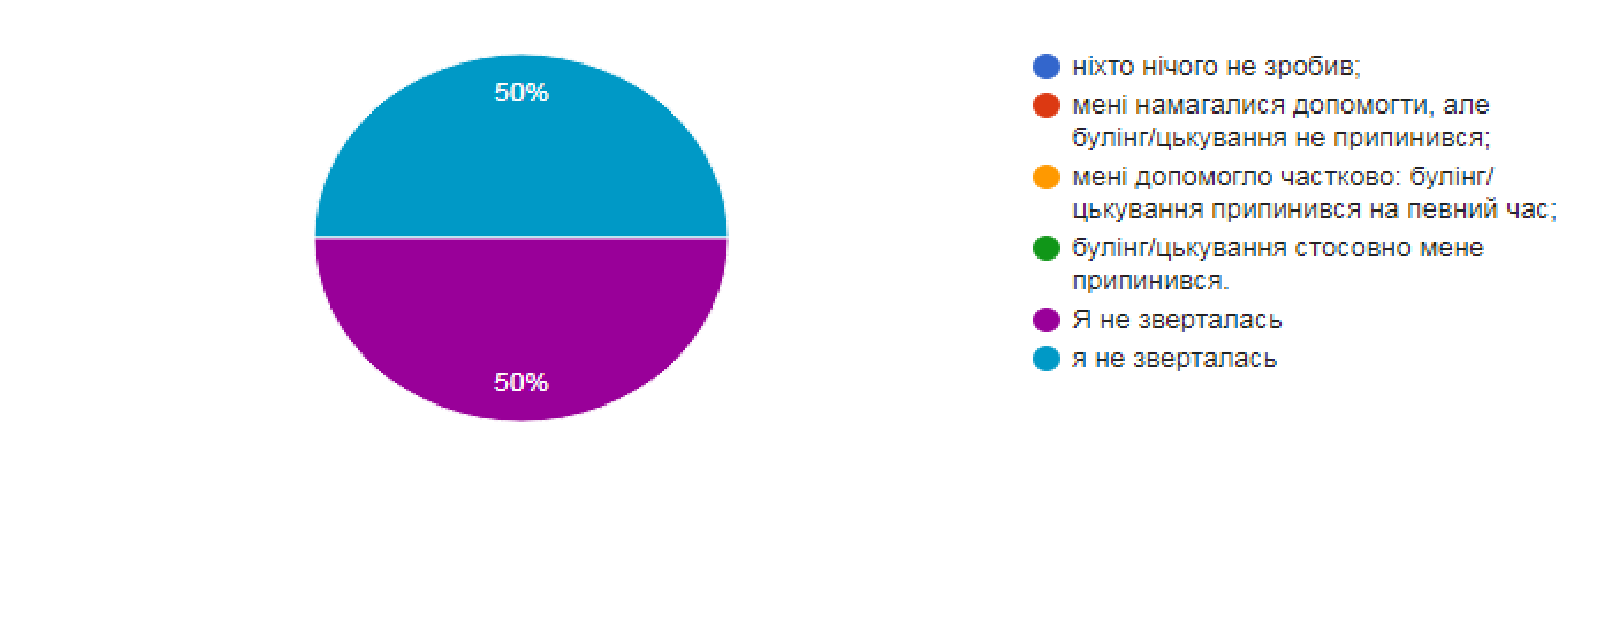 50%
50%
ніхто нічого не зробив;
мені намагалися допомогти, але
булінг/цькування не припинився;
мені допомогло частково: булінг/
цькування припинився на певний час;
булінг/цькування стосовно мене
припинився.
Я не зверталась
я не зверталась